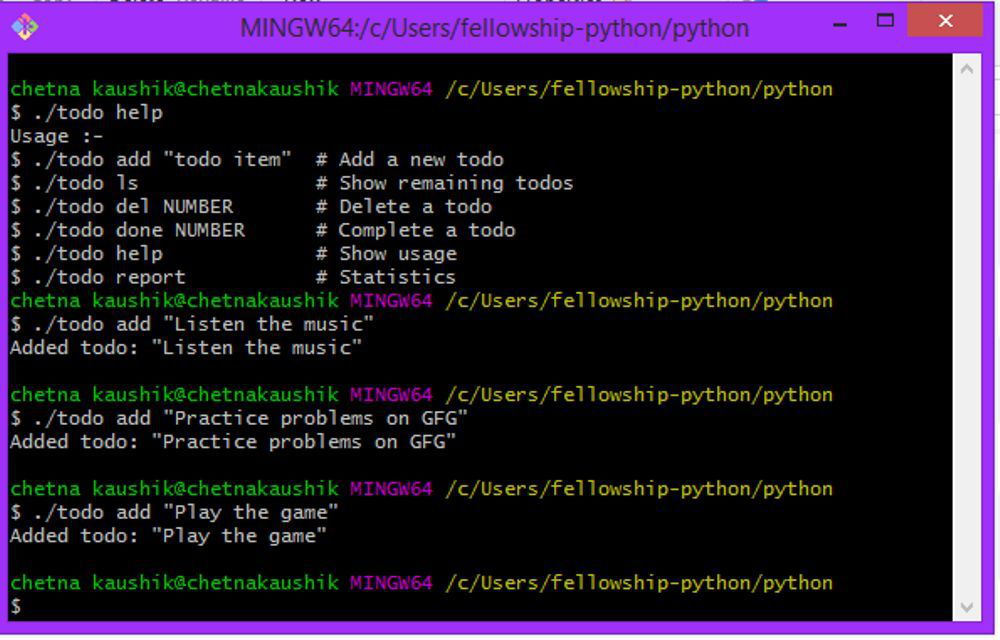 MINGW64:/c/Users/fellowship-python/python
chetna kaushik@chetnakaushik MINGW64 /c/Users/fellowship-python/python
$ ./todo help
Usage :-
$ ./todo add "todo item"  # Add a new todo
$ ./todo ls               # Show remaining todos
$ ./todo del NUMBER       # Delete a todo
$ ./todo done NUMBER      # Complete a todo
$ ./todo help             # Show usage
$ ./todo report           # Statistics
chetna kaushik@chetnakaushik MINGW64 /c/Users/fellowship-python/python
$ ./todo add "Listen the music"
Added todo: "Listen the music"
chetna kaushik@chetnakaushik MINGW64 /c/Users/fellowship-python/python
$ ./todo add "Practice problems on GFG"
Added todo: "Practice problems on GFG"
chetna kaushik@chetnakaushik MINGW64 /c/Users/fellowship-python/python
$ ./todo add "Play the game"
Added todo: "Play the game"
chetna kaushik@chetnakaushik MINGW64 /c/Users/fellowship-python/python
$